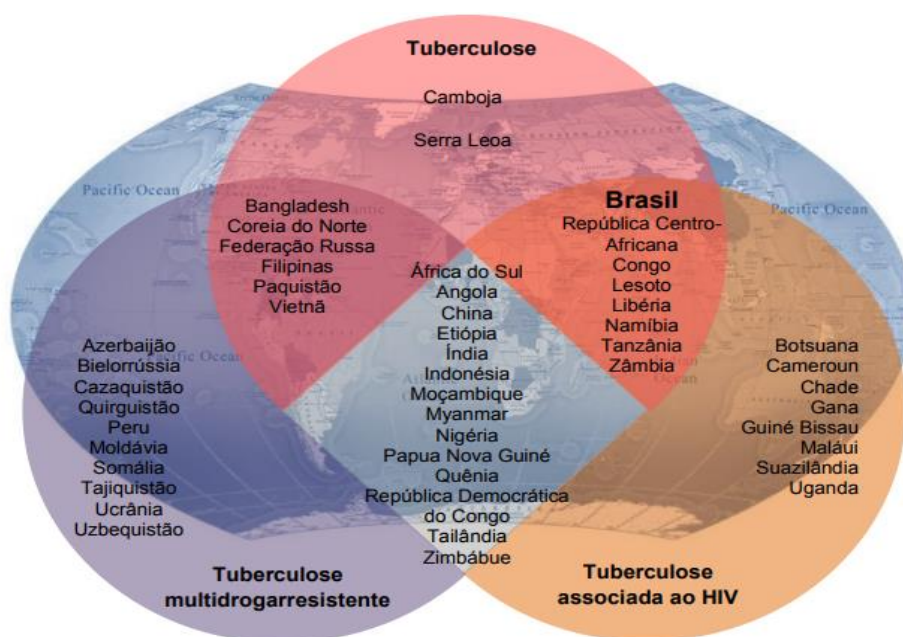 Tuberculose
Camboja
Serra Leoa
Pacific Ocean
Pacific
Ocean
Bangladesh
Coreia do Norte
Federação Russa
Filipinas
Paquistão
Vietnã
Brasil
República Centro-
Africana
Congo
Lesoto
Libéria
Namíbia
Tanzânia
Zâmbia
África do Sul
Angola
China
Etiópia
Índia
Indonésia
Moçambique
Myanmar
Nigéria
Papua Nova Guiné
Quênia
República Democrática
do Congo
Tailândia
Zimbábue
Azerbaijão
Bielorrússia
Cazaquistão
Quirguistão
Peru
Moldávia
Somália
Tajiquistão
Ucrânia
Uzbequistão
Pacific Ocean
Botsuana
Cameroun
Chade
Gana
Guiné Bissau
Maláui
Suazilândia
Uganda
Tuberculose
multidrogarresistente
Tuberculose
associada ao HIV